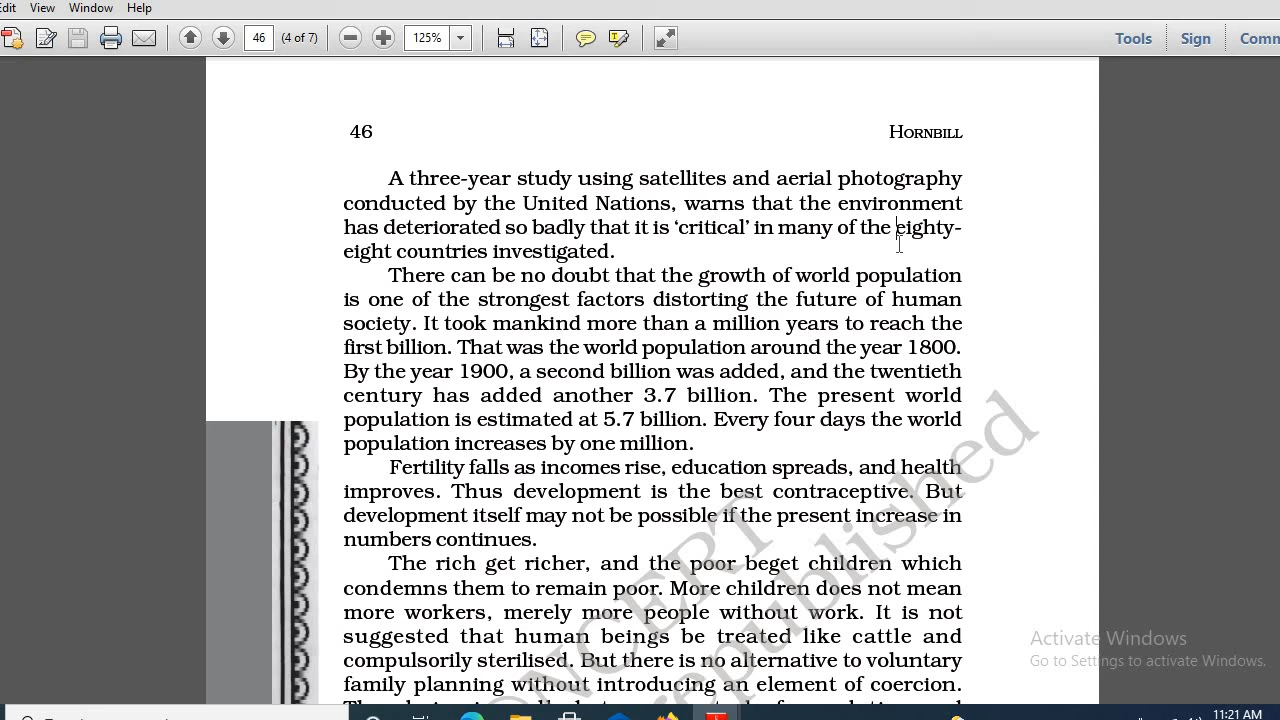 Edit View Window Help
46 (4 of 7) 125% Tools Sign
46 HORNBILL
A three-year study using satellites and aerial photography
conducted by the United Nations, warns that the environment
has deteriorated so badly that it is ‘critical’ in many of the eighty-
eight countries investigated.
There can be no doubt that the growth of world population
is one of the strongest factors distorting the future of human
society. It took mankind more than a million years to reach the
first billion. That was the world population around the year 1800.
By the year 1900, a second billion was added, and the twentieth
century has added another 3.7 billion. The present world
population is estimated at 5.7 billion. Every four days the world
population increases by one million.
Fertility falls as incomes rise, education spreads, and health
improves. Thus development is the best contraceptive. But
development itself may not be possible if the present increase in
numbers continues.
The rich get richer, and the poor beget children which
condemns them to remain poor. More children does not mean
more workers, merely more people without work. It is not
suggested that human beings be treated like cattle and
compulsorily sterilised. But there is no alternative to voluntary
family planning without introducing an element of coercion.
NCERT
republished
Activate Windows
Go to Settings to activate Windows.
11:21 AM